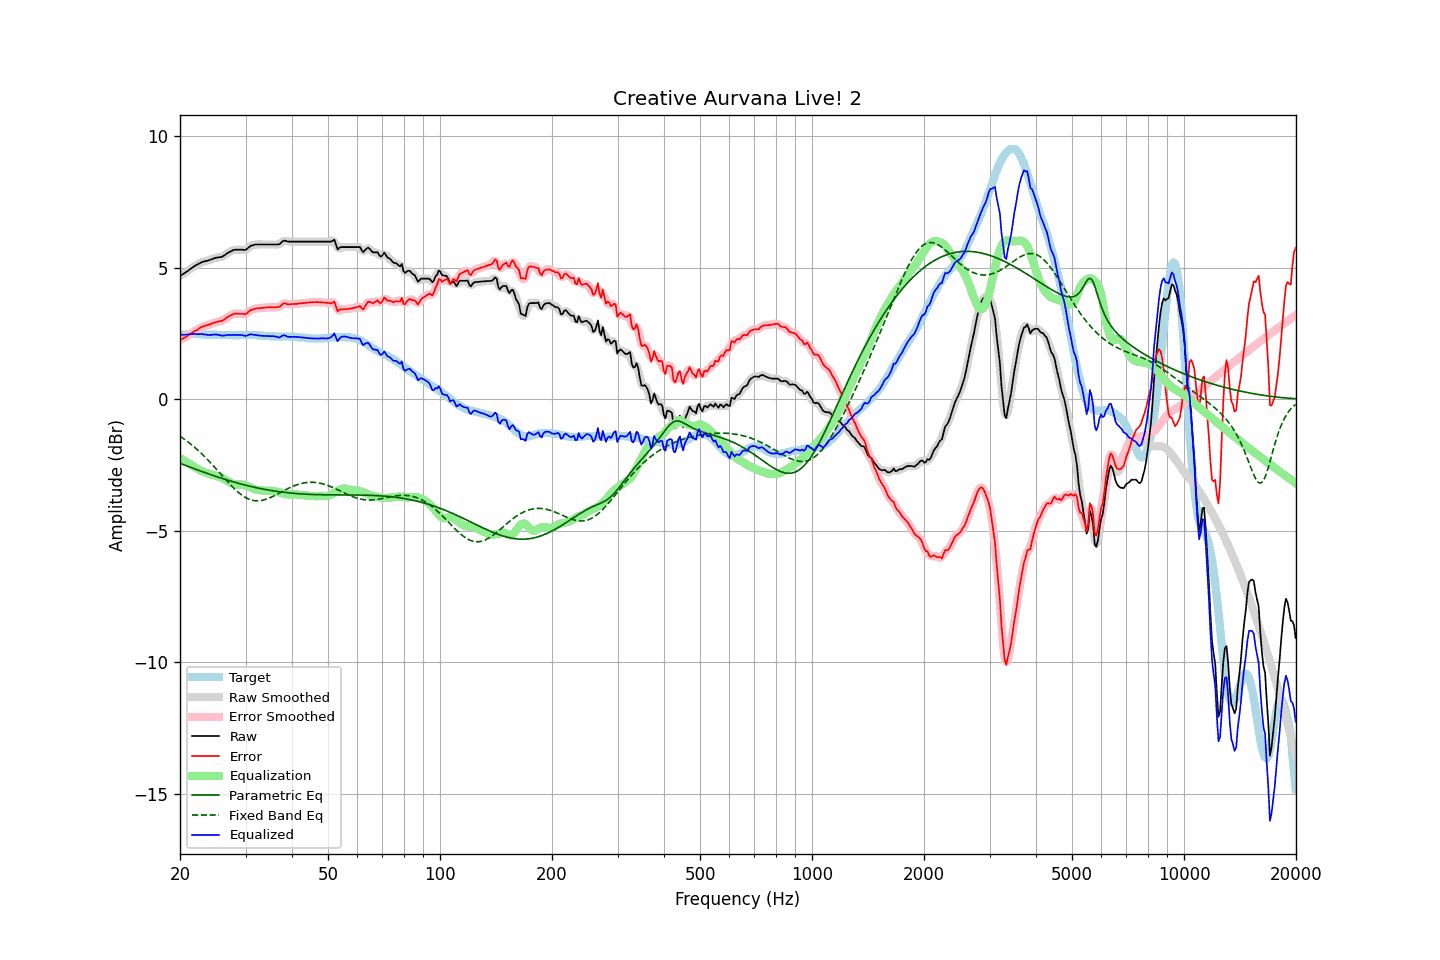 Creative Aurvana Live! 2
Amplitude (dBr)
10
5
0
−5
−10
−15
Target
Raw Smoothed
Error Smoothed
Raw
Error
Equalization
Parametric Eq
Fixed Band Eq
Equalized
20 50 100 200 500 1000 2000 5000 10000 20000
Frequency (Hz)